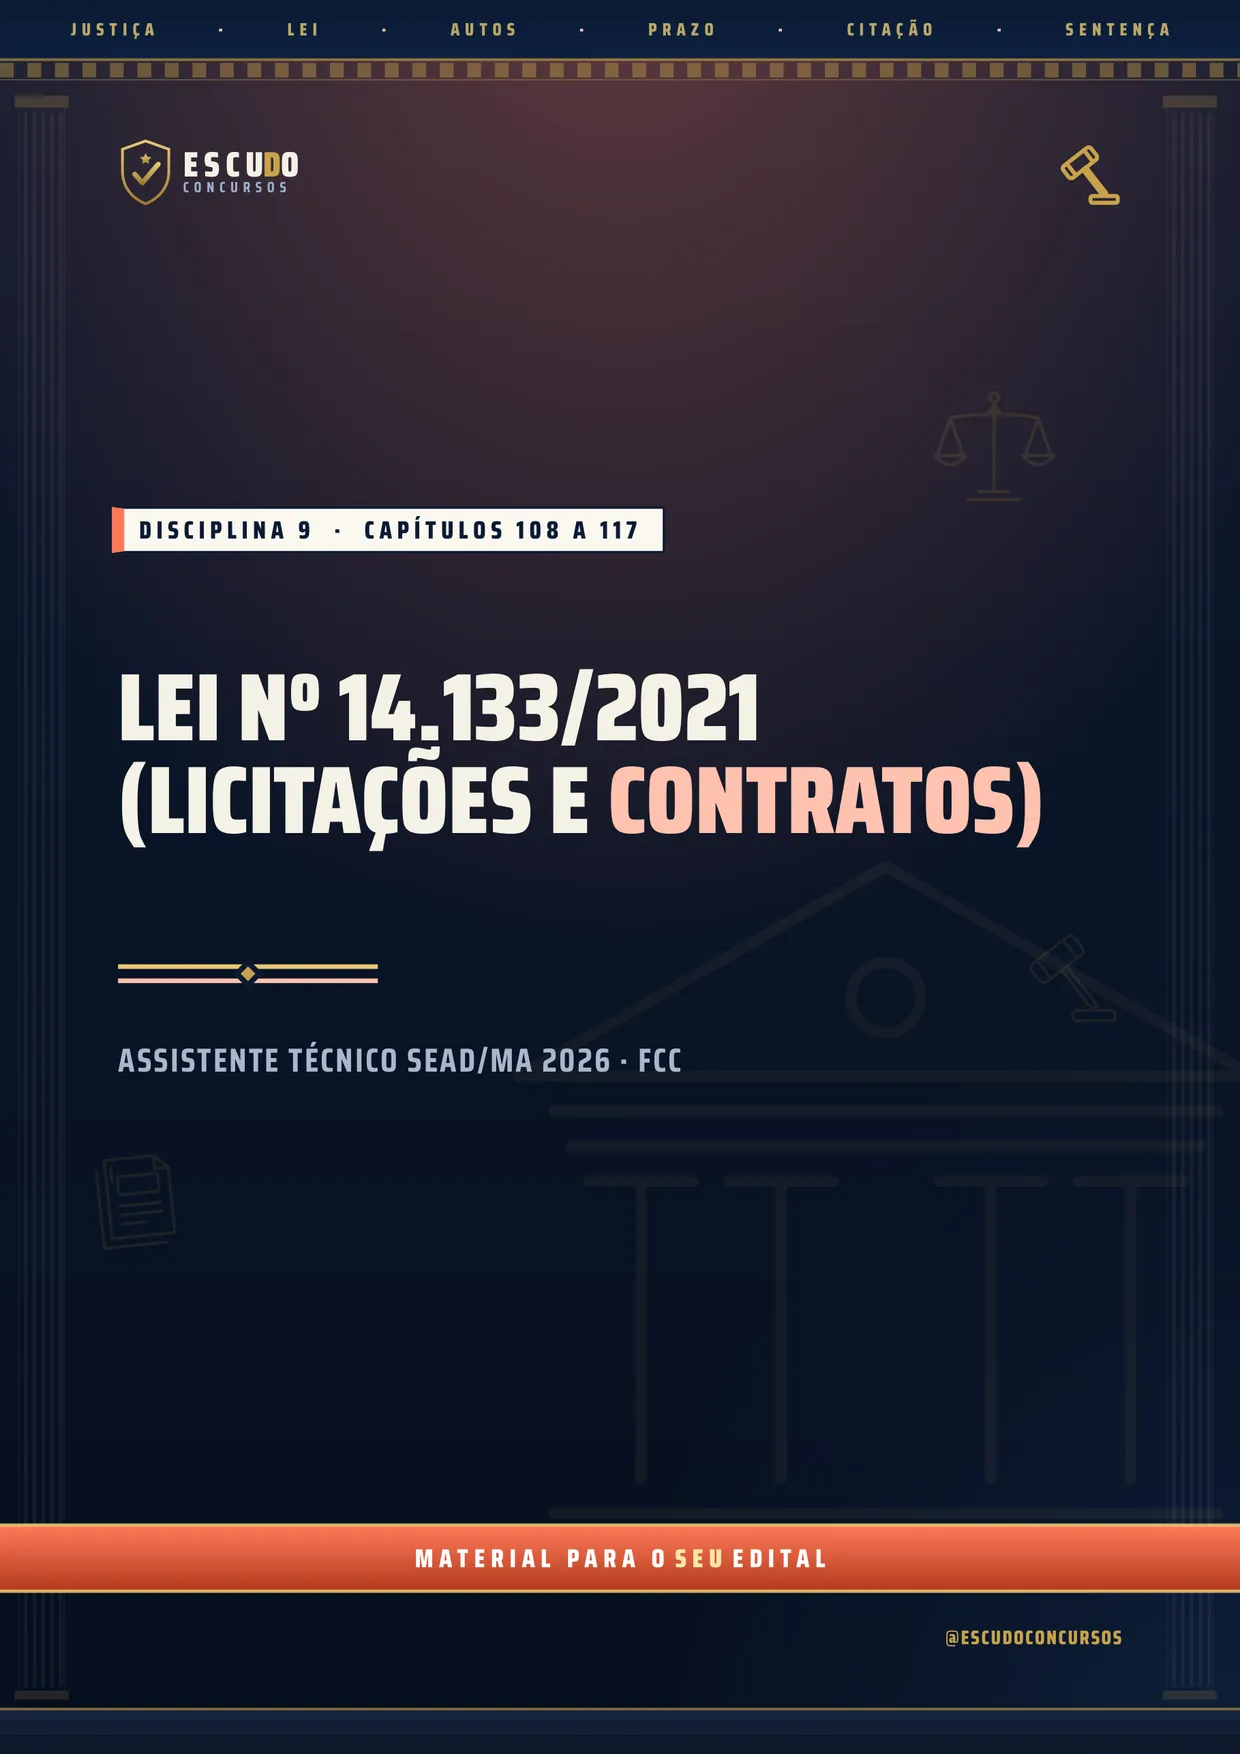 JUSTIÇA · LEI · AUTOS · PRAZO · CITAÇÃO · SENTENÇA
ESCUDO
CONCURSOS
DISCIPLINA 9 · CAPÍTULOS 108 A 117
LEI Nº 14.133/2021
(LICITAÇÕES E CONTRATOS)
ASSISTENTE TÉCNICO SEAD/MA 2026 · FCC
MATERIAL PARA O SEU EDITAL
@ESCUDOCONCURSOS